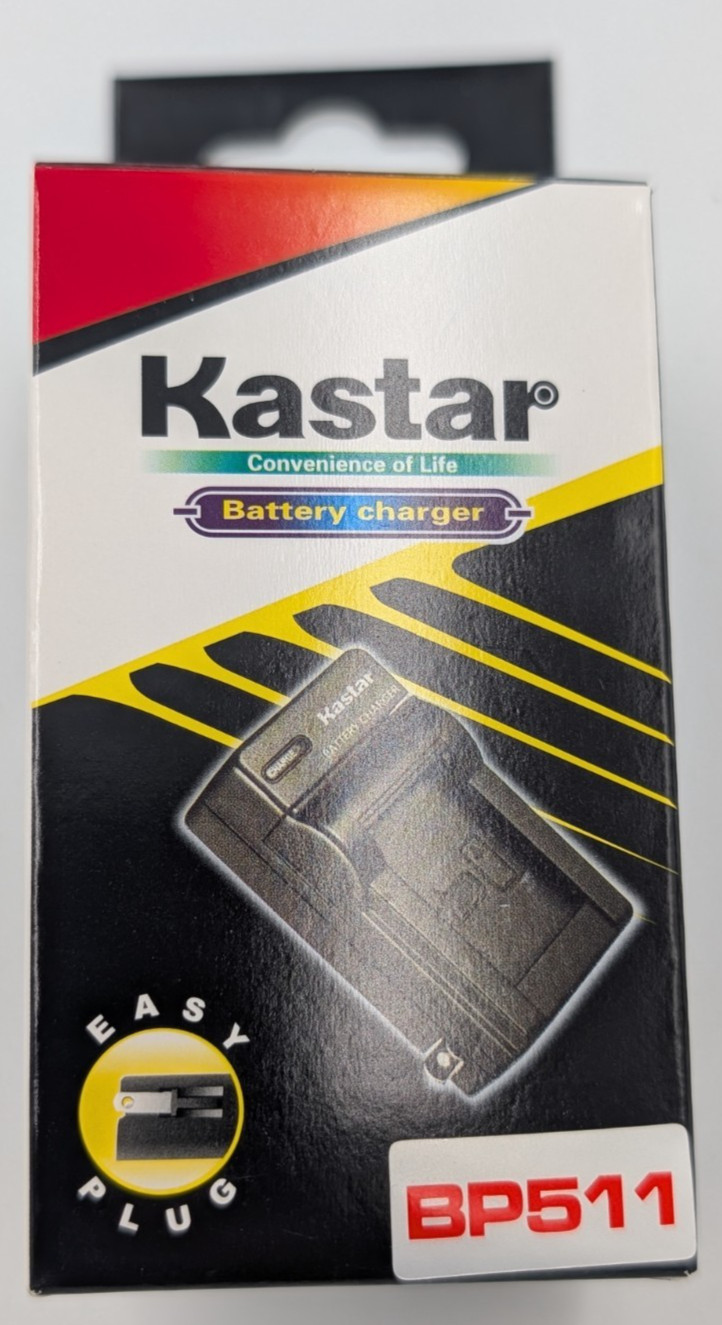 Kastar
Convenience of Life
Battery charger
Kastar
BATTERY CHARGER
CHARGE
EASY
PLUG
BP511